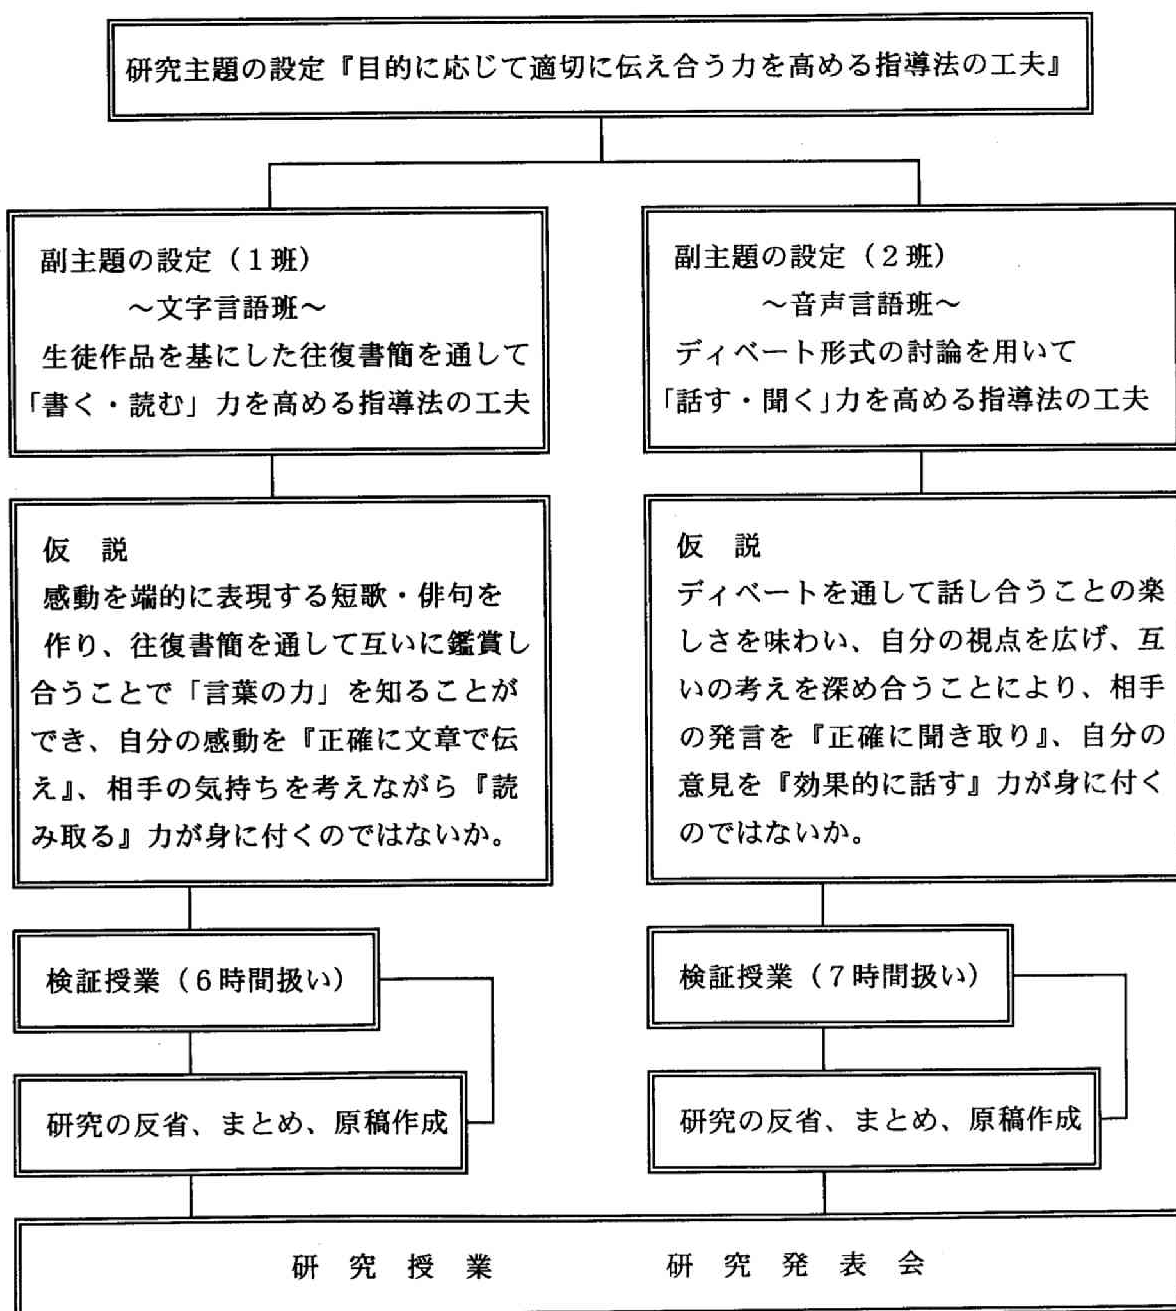 研究主題の設定『目的に応じて適切に伝え合う力を高める指導法の工夫』
副主題の設定（１班）
～文字言語班～
生徒作品を基にした往復書簡を通して
「書く・読む」力を高める指導法の工夫
副主題の設定（２班）
～音声言語班～
ディベート形式の討論を用いて
「話す・聞く」力を高める指導法の工夫
仮　説
感動を端的に表現する短歌・俳句を
作り、往復書簡を通して互いに鑑賞し
合うことで「言葉の力」を知ることが
でき、自分の感動を『正確に文章で伝
え』、相手の気持ちを考えながら『読
み取る』力が身に付くのではないか。
仮　説
ディベートを通して話し合うことの楽
しさを味わい、自分の視点を広げ、互
いの考えを深め合うことにより、相手
の発言を『正確に聞き取り』、自分の
意見を『効果的に話す』力が身に付く
のではないか。
検証授業（６時間扱い）
検証授業（７時間扱い）
研究の反省、まとめ、原稿作成
研究の反省、まとめ、原稿作成
研　究　授　業　　　　　研　究　発　表　会